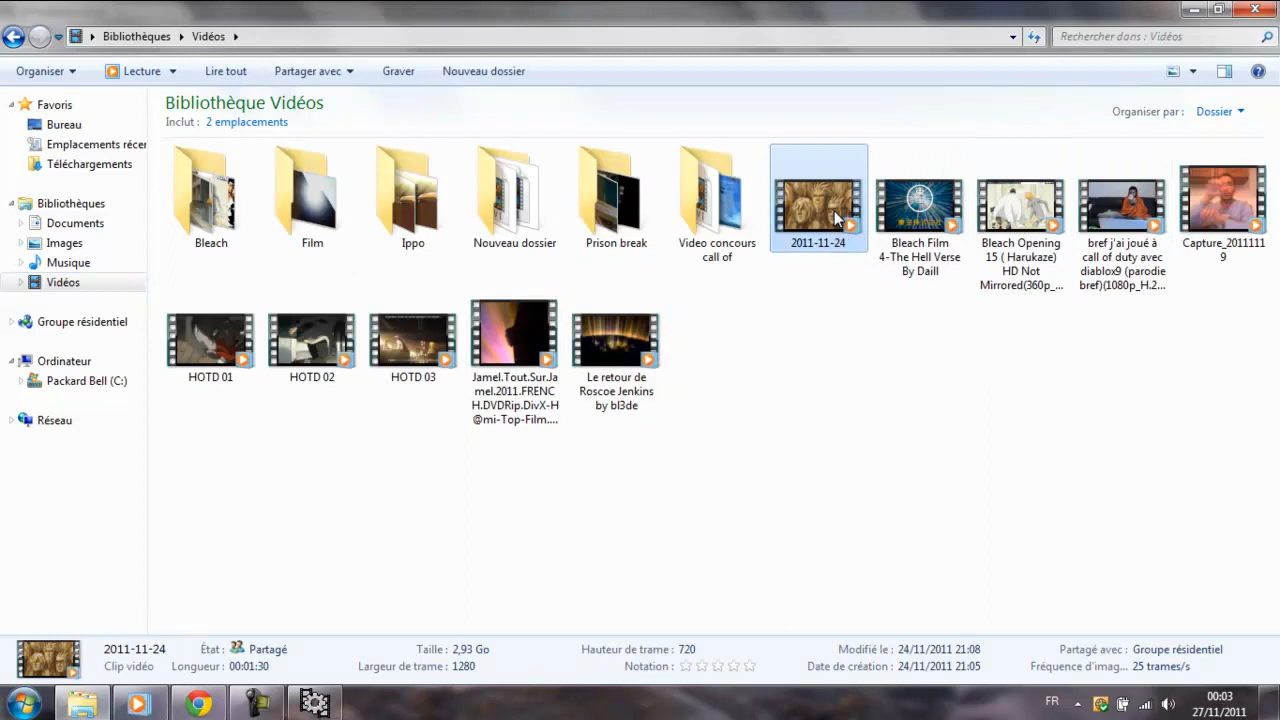 Bibliothèques
Vidéos
Rechercher dans : Vidéos
Organiser
Lecture
Lire tout
Partager avec
Graver
Nouveau dossier
Favoris
Bureau
Emplacements récer
Téléchargements
Bibliothèques
Documents
Images
Musique
Vidéos
Groupe résidentiel
Ordinateur
Packard Bell (C:)
Réseau
Bibliothèque Vidéos
Inclut : 2 emplacements
Organiser par : Dossier
Bleach
Film
Ippo
Nouveau dossier
Prison break
Video concours
call of
2011-11-24
Bleach Film
4-The Hell Verse
By Daill
Bleach Opening
15 ( Harukaze)
HD Not
Mirrored(360p_...
bref j'ai joué à
call of duty avec
diablox9 (parodie
bref)(1080p_H.2...
Capture_2011111
9
HOTD 01
HOTD 02
HOTD 03
Jamel.Tout.Sur.Ja
mel.2011.FRENC
H.DVDRip.DivX-H
@mi-Top-Film....
Le retour de
Roscoe Jenkins
by bl3de
2011-11-24
Clip vidéo
État : Partagé
Longueur : 00:01:30
Taille : 2,93 Go
Largeur de trame : 1280
Hauteur de trame : 720
Notation :
Modifié le : 24/11/2011 21:08
Date de création : 24/11/2011 21:05
Partagé avec : Groupe résidentiel
Fréquence d'imag... 25 trames/s
FR
00:03
27/11/2011